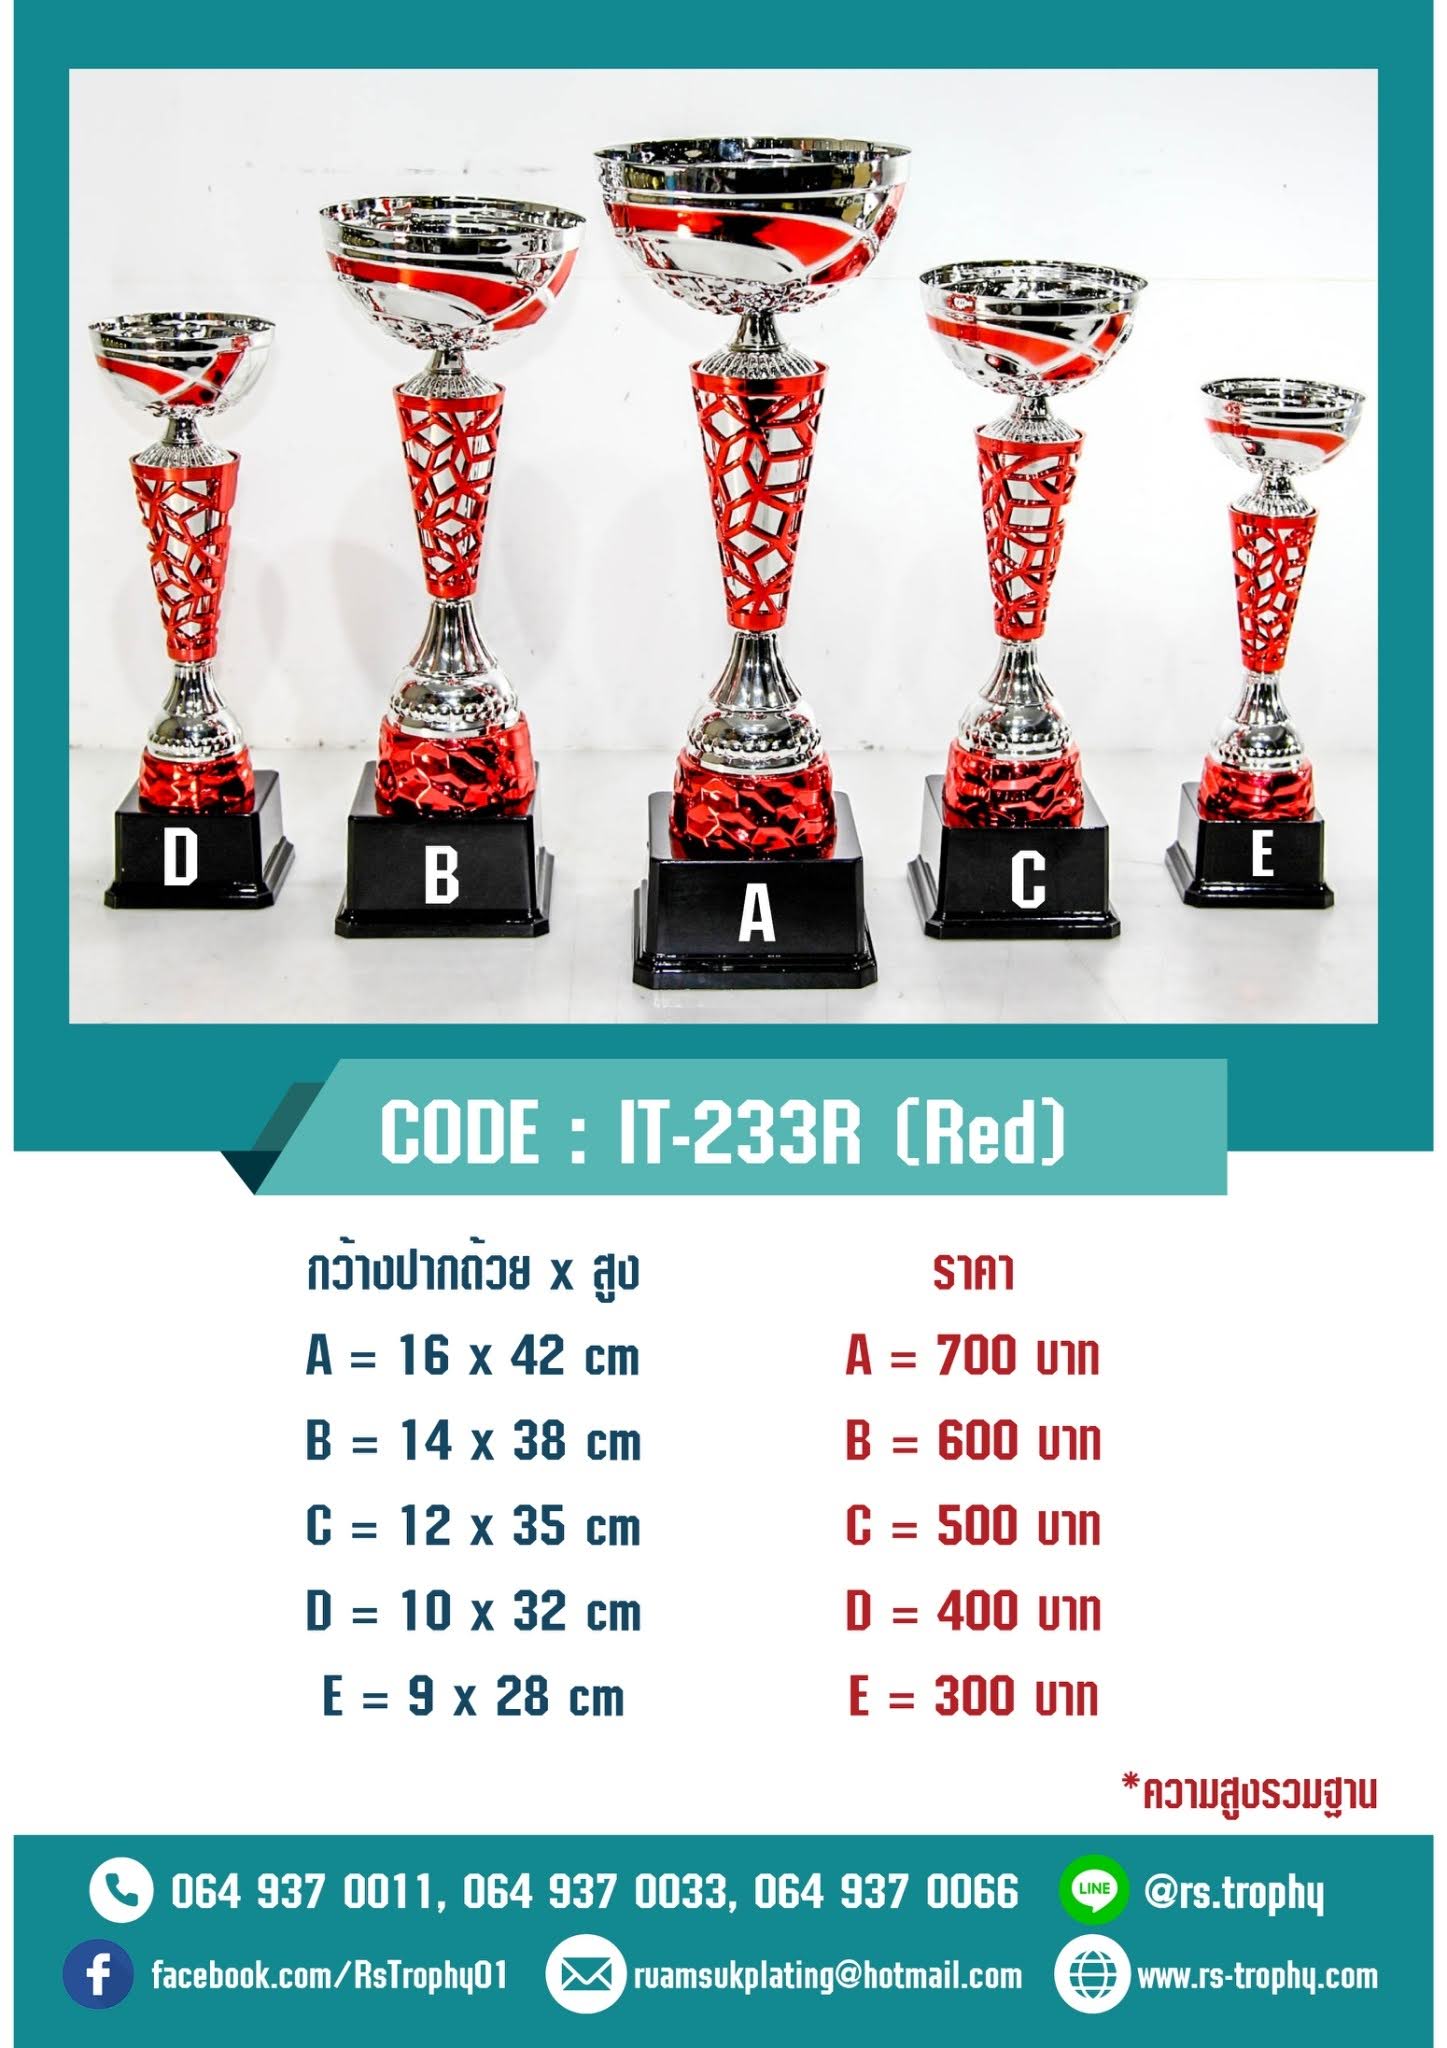 D
B
A
C
E
CODE : IT-233R (Red)
กว้างปากถ้วย x สูง
A = 16 x 42 cm
B = 14 x 38 cm
C = 12 x 35 cm
D = 10 x 32 cm
E = 9 x 28 cm
ราคา
A = 700 บาท
B = 600 บาท
C = 500 บาท
D = 400 บาท
E = 300 บาท
*ความสูงรวมฐาน
064 937 0011, 064 937 0033, 064 937 0066
LINE @rs.trophy
facebook.com/RsTrophy01
ruamsukplating@hotmail.com
www.rs-trophy.com